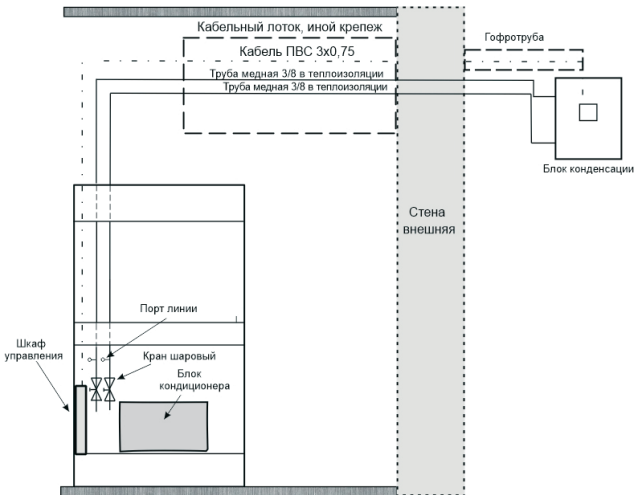 Кабельный лоток, иной крепеж
Гофротруба
Кабель ПВС 3х0,75
Труба медная 3/8 в теплоизоляции
Труба медная 3/8 в теплоизоляции
Блок конденсации
Стена
внешняя
Порт линии
Шкаф
управления
Кран шаровый
Блок
кондиционера